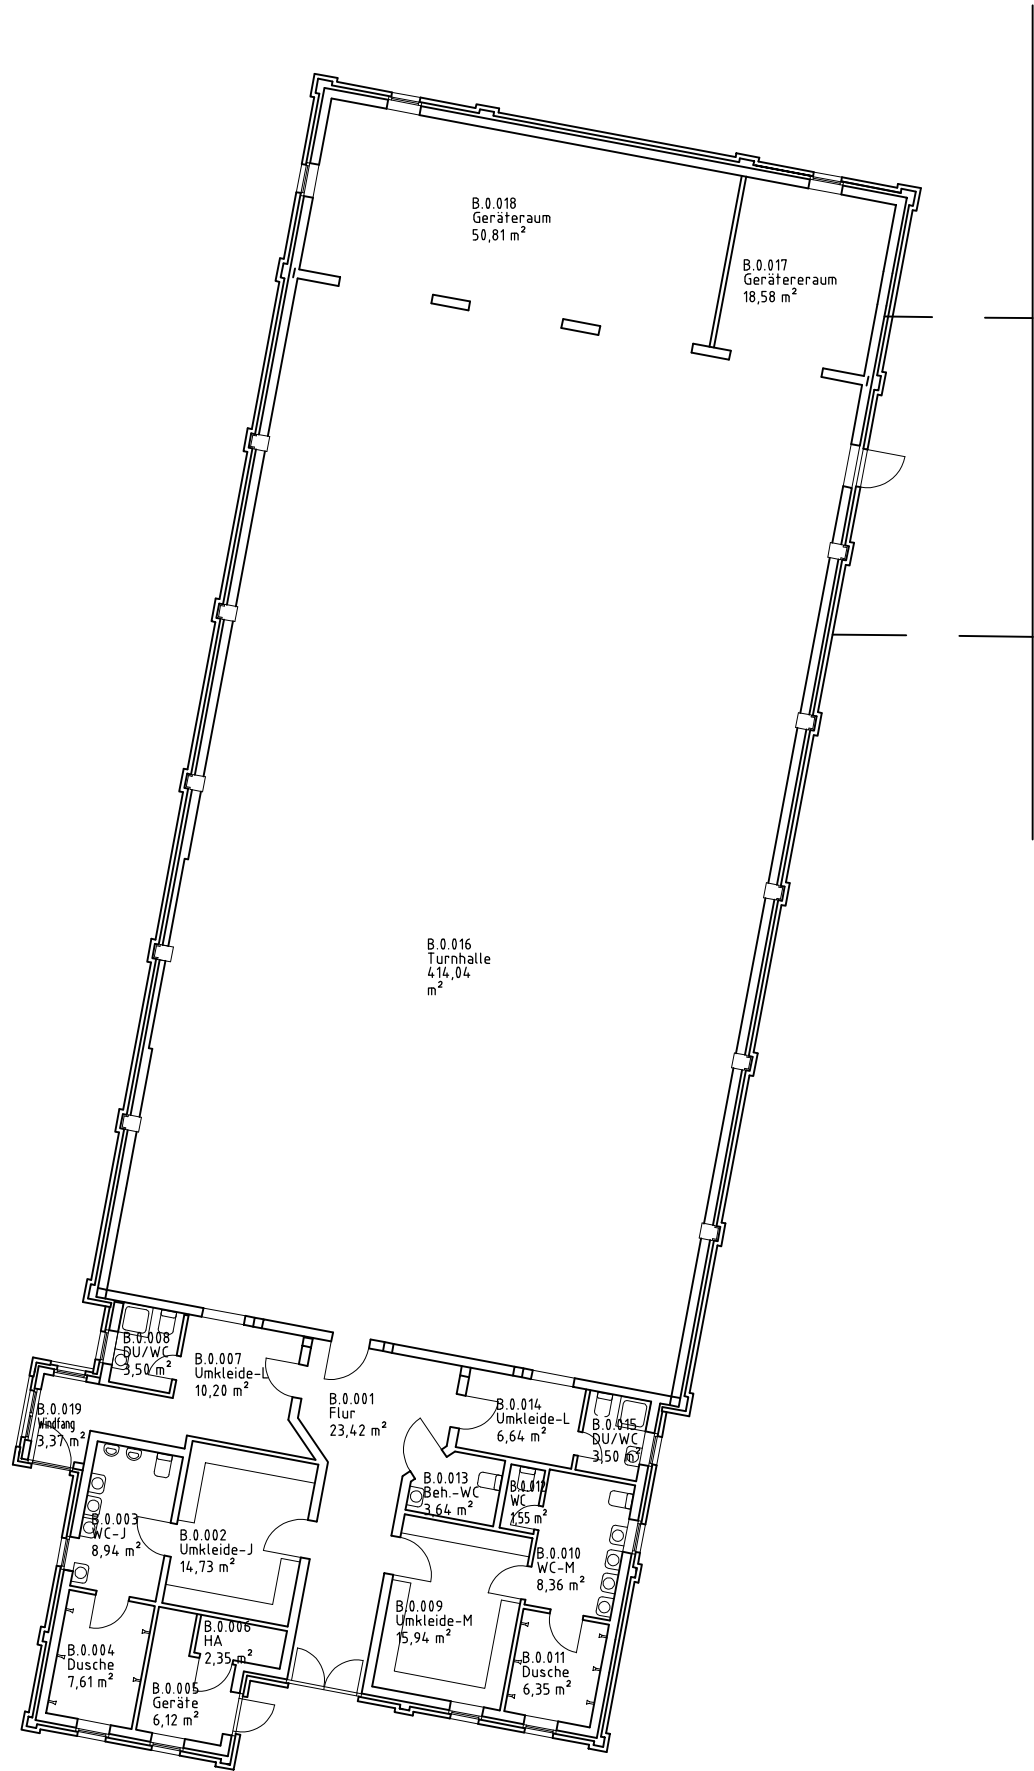 B.0.018
Geräteraum
50,81 m²
B.0.017
Gerätereraum
18,58 m²
B.0.016
Turnhalle
414,04
m²
B.0.008
DU/WC
3,50 m²
B.0.007
Umkleide-L
10,20 m²
B.0.001
Flur
23,42 m²
B.0.014
Umkleide-L
6,64 m²
B.0.015
DU/WC
3,50 m²
B.0.019
Windfang
3,37 m²
B.0.013
Beh.-WC
3,64 m²
B.0.012
WC
1,55 m²
B.0.003
WC-J
8,94 m²
B.0.002
Umkleide-J
14,73 m²
B.0.010
WC-M
8,36 m²
B.0.009
Umkleide-M
15,94 m²
B.0.006
HA
2,35 m²
B.0.004
Dusche
7,61 m²
B.0.011
Dusche
6,35 m²
B.0.005
Geräte
6,12 m²